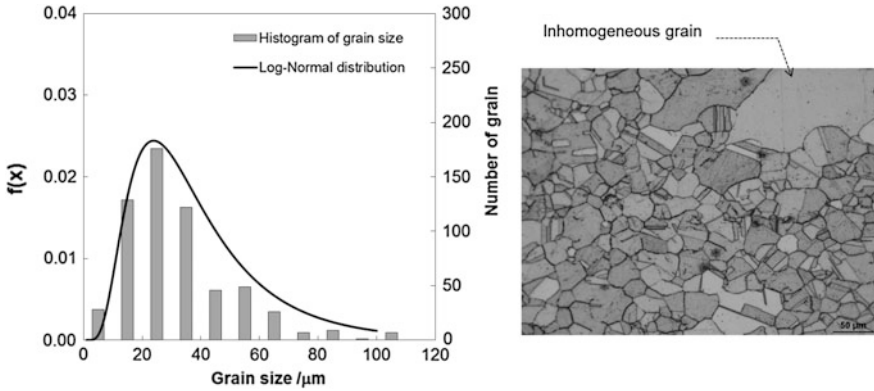 0.04
0.03
0.02
0.01
0.00
f(x)
Histogram of grain size
Log-Normal distribution
300
250
200
150
100
50
0
Number of grain
0
20
40
60
80
100
120
Grain size /μm
Inhomogeneous grain
50 μm